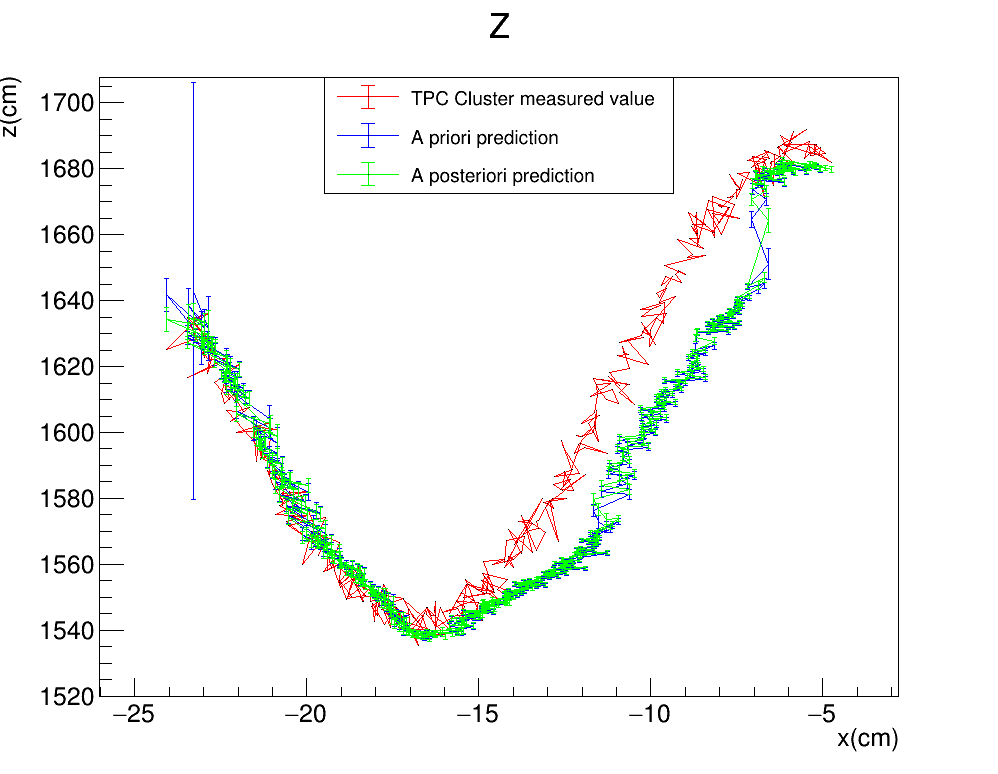 Z
z(cm)
TPC Cluster measured value
A priori prediction
A posteriori prediction
1700
1680
1660
1640
1620
1600
1580
1560
1540
1520
−25 −20 −15 −10 −5
x(cm)